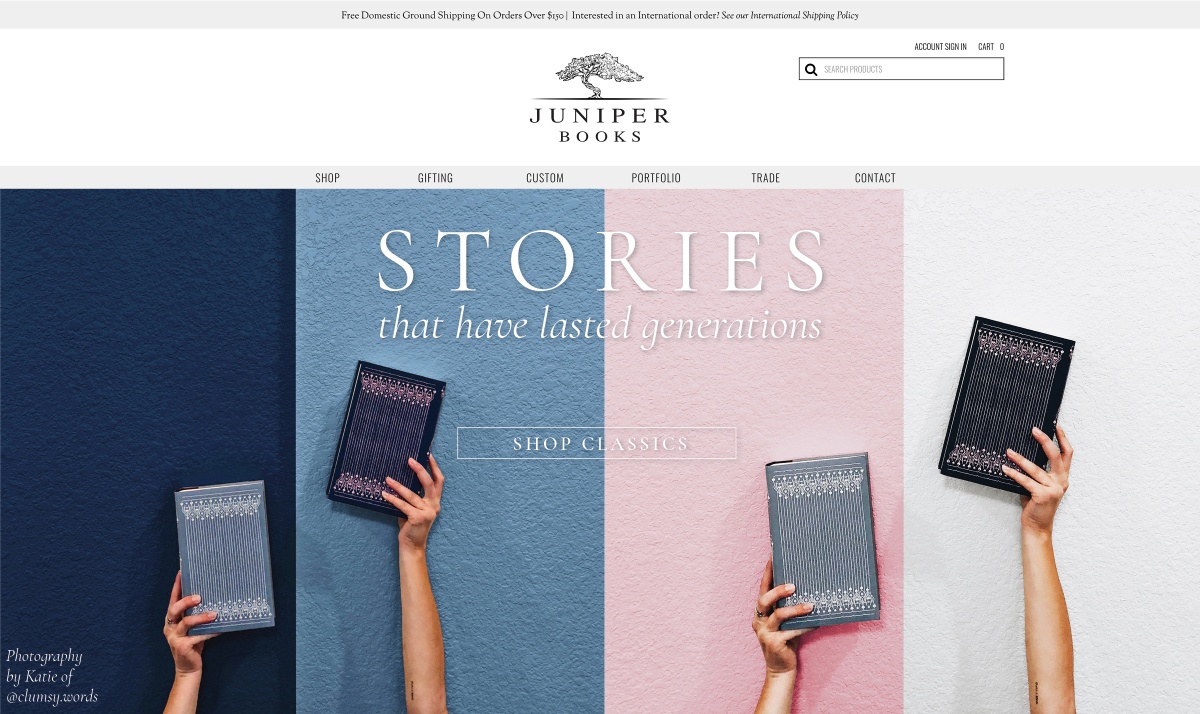 Free Domestic Ground Shipping On Orders Over $150 | Interested in an International order? See our International Shipping Policy
ACCOUNT SIGN IN CART 0
SEARCH PRODUCTS
JUNIPER
BOOKS
SHOP GIFTING CUSTOM PORTFOLIO TRADE CONTACT
STORIES
that have lasted generations
SHOP CLASSICS
Photography
by Katie of
@clumsy.words